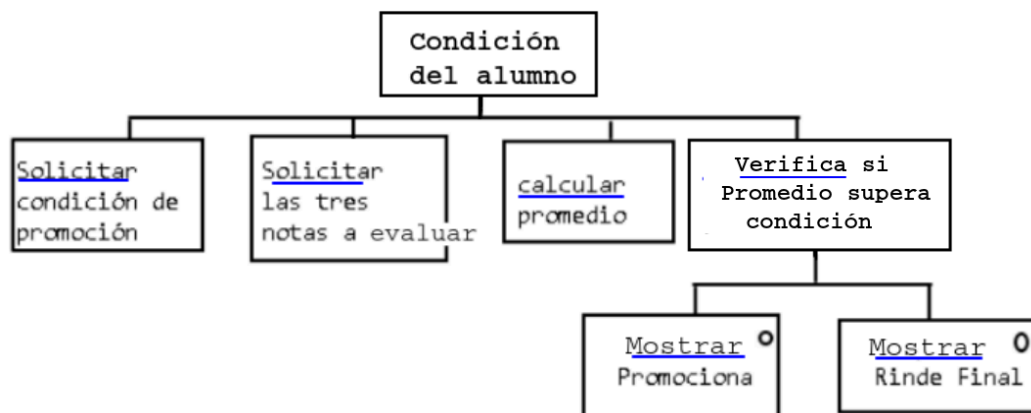 Condición
del alumno
Solicitar
condición de
promoción
Solicitar
las tres
notas a evaluar
calcular
promedio
Verifica si
Promedio supera
condición
Mostrar
Promociona
Mostrar
Rinde Final